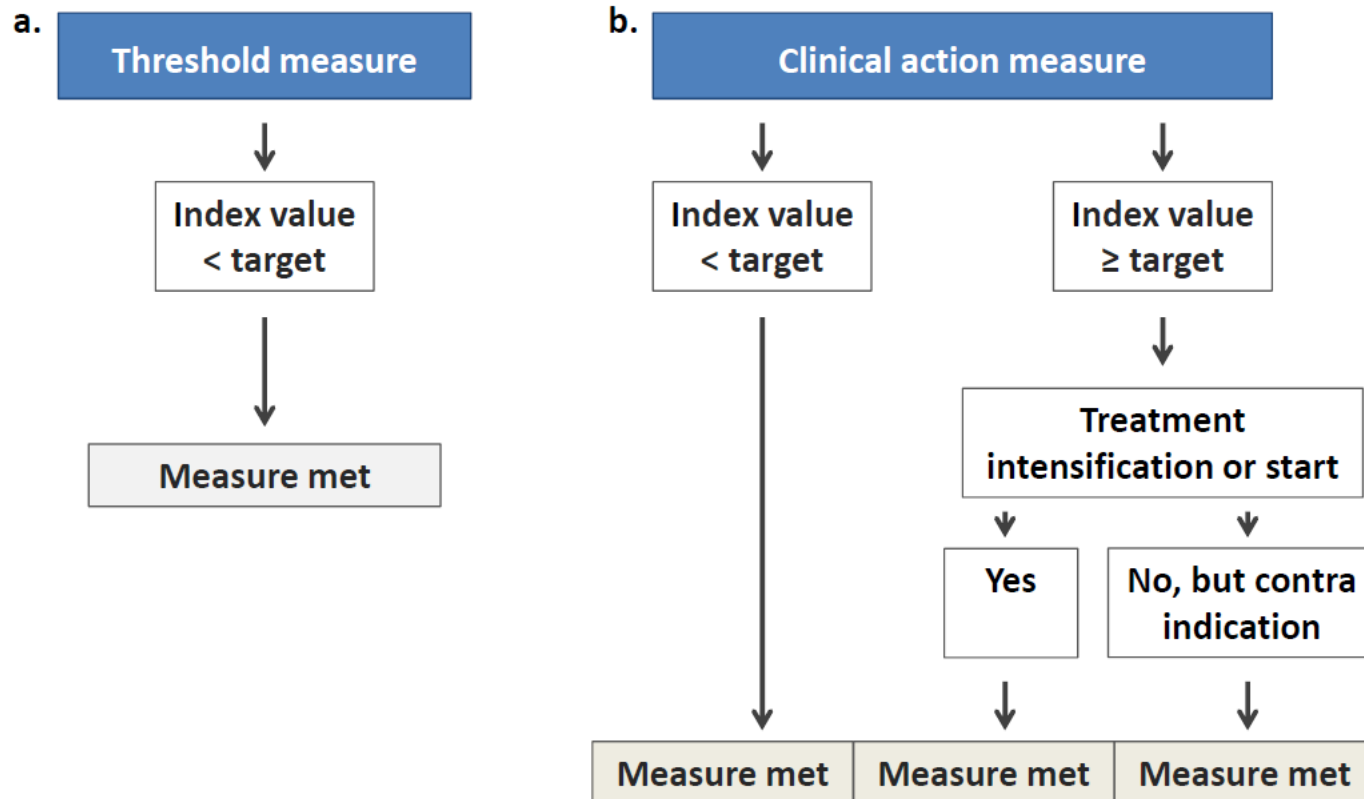 a.
Threshold measure
Index value
< target
Measure met
b.
Clinical action measure
Index value
< target
Index value
≥ target
Treatment
intensification or start
Yes
No, but contra
indication
Measure met
Measure met
Measure met